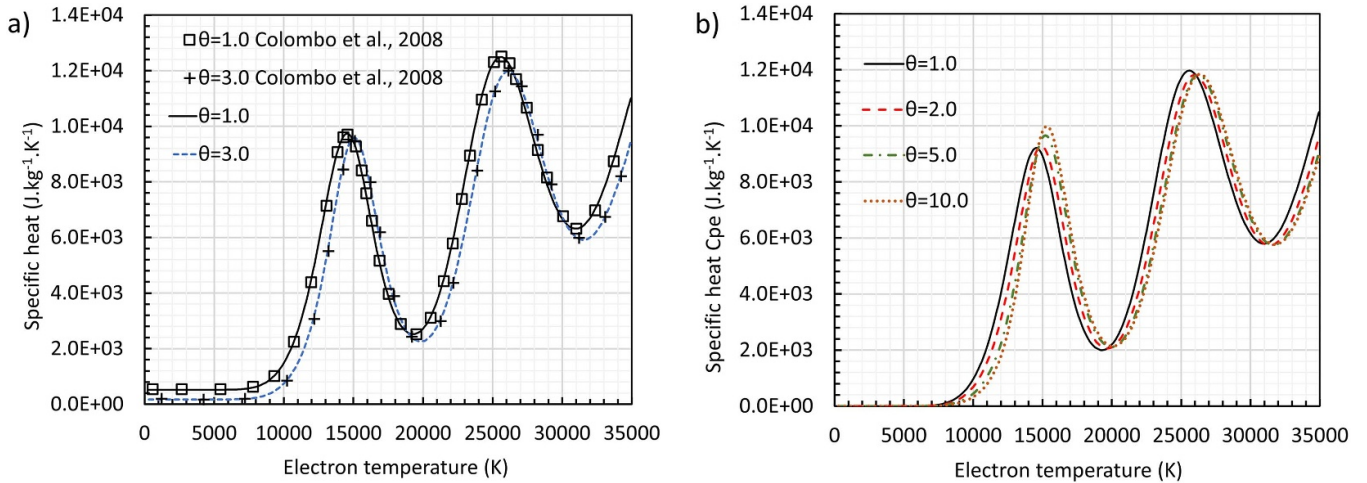 a)
1.4E+04
1.2E+04
1.0E+04
8.0E+03
6.0E+03
4.0E+03
2.0E+03
0.0E+00
Specific heat (J.kg⁻¹.K⁻¹)
θ=1.0 Colombo et al., 2008
θ=3.0 Colombo et al., 2008
θ=1.0
θ=3.0
0 5000 10000 15000 20000 25000 30000 35000
Electron temperature (K)
b)
1.4E+04
1.2E+04
1.0E+04
8.0E+03
6.0E+03
4.0E+03
2.0E+03
0.0E+00
Specific heat Cpe (J.kg⁻¹.K⁻¹)
θ=1.0
θ=2.0
θ=5.0
θ=10.0
0 5000 10000 15000 20000 25000 30000 35000
Electron temperature (K)